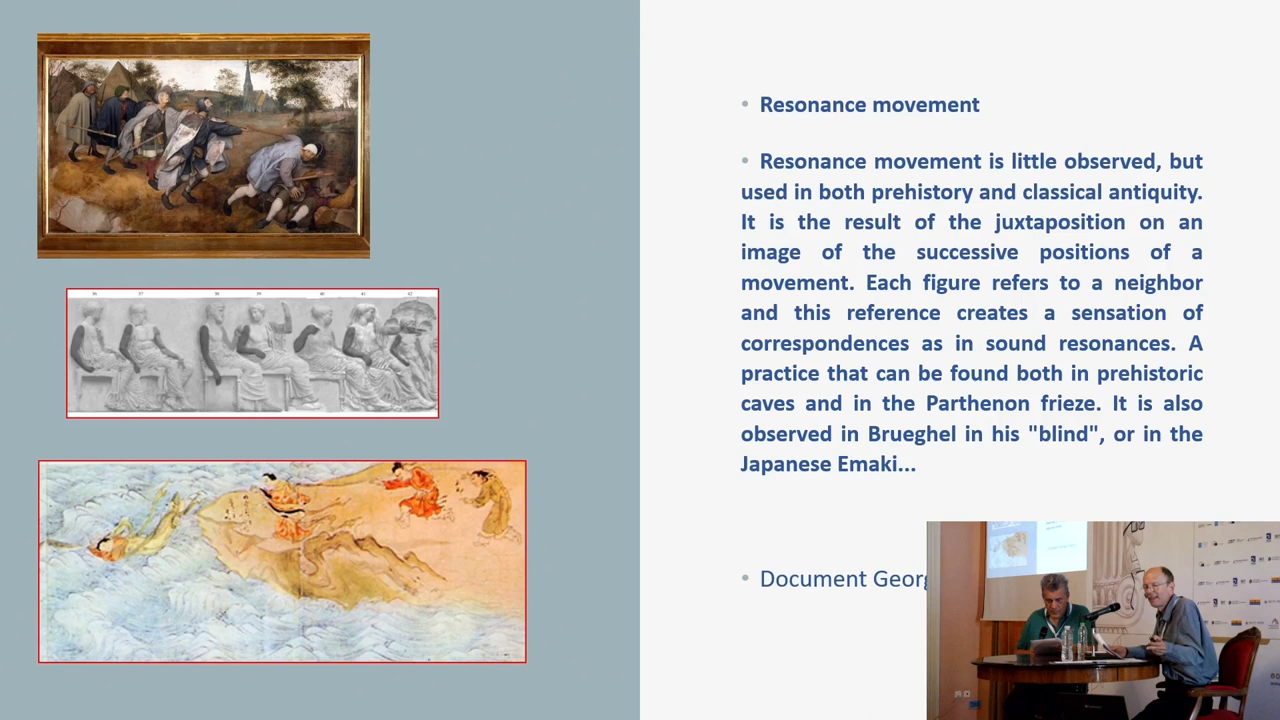 • Resonance movement
• Resonance movement is little observed, but
used in both prehistory and classical antiquity.
It is the result of the juxtaposition on an
image of the successive positions of a
movement. Each figure refers to a neighbor
and this reference creates a sensation of
correspondences as in sound resonances. A
practice that can be found both in prehistoric
caves and in the Parthenon frieze. It is also
observed in Brueghel in his "blind", or in the
Japanese Emaki...
• Document Georg